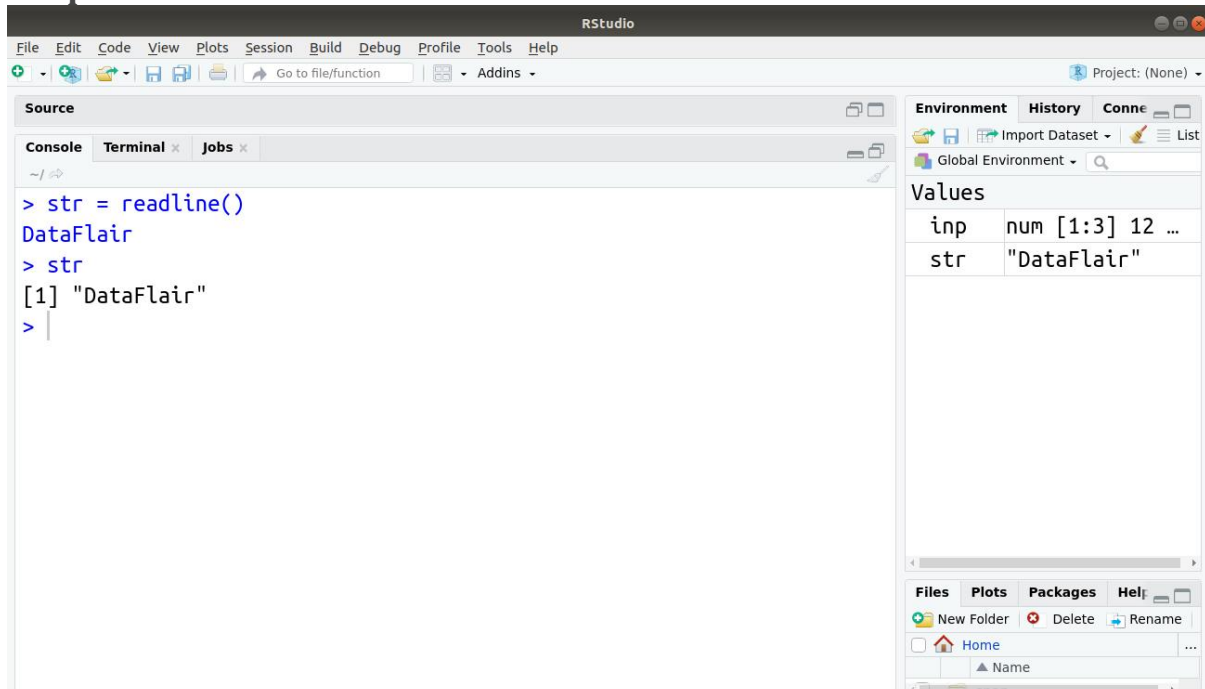 RStudio
File Edit Code View Plots Session Build Debug Profile Tools Help
Go to file/function Addins Project: (None)
Source
Console Terminal Jobs
~/
> str = readline()
DataFlair
> str
[1] "DataFlair"
>
Environment History Conne
Import Dataset List
Global Environment
Values
inp num [1:3] 12 …
str "DataFlair"
Files Plots Packages Help
New Folder Delete Rename
Home ...
Name